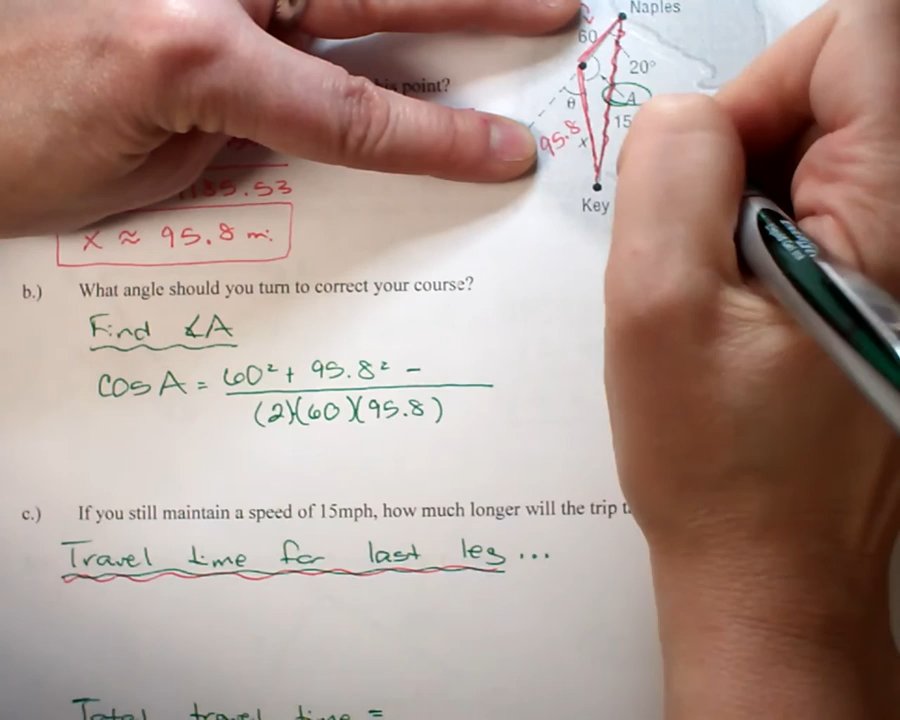 Naples
60
20°
A
θ
15
95.8
x
Key
point?
135.53
x ≈ 95.8 mi.
b.) What angle should you turn to correct your course?
Find ∡A
cos A = 60² + 95.8² -
(2)(60)(95.8)
c.) If you still maintain a speed of 15mph, how much longer will the trip
Travel time for last leg ...
Total travel time =